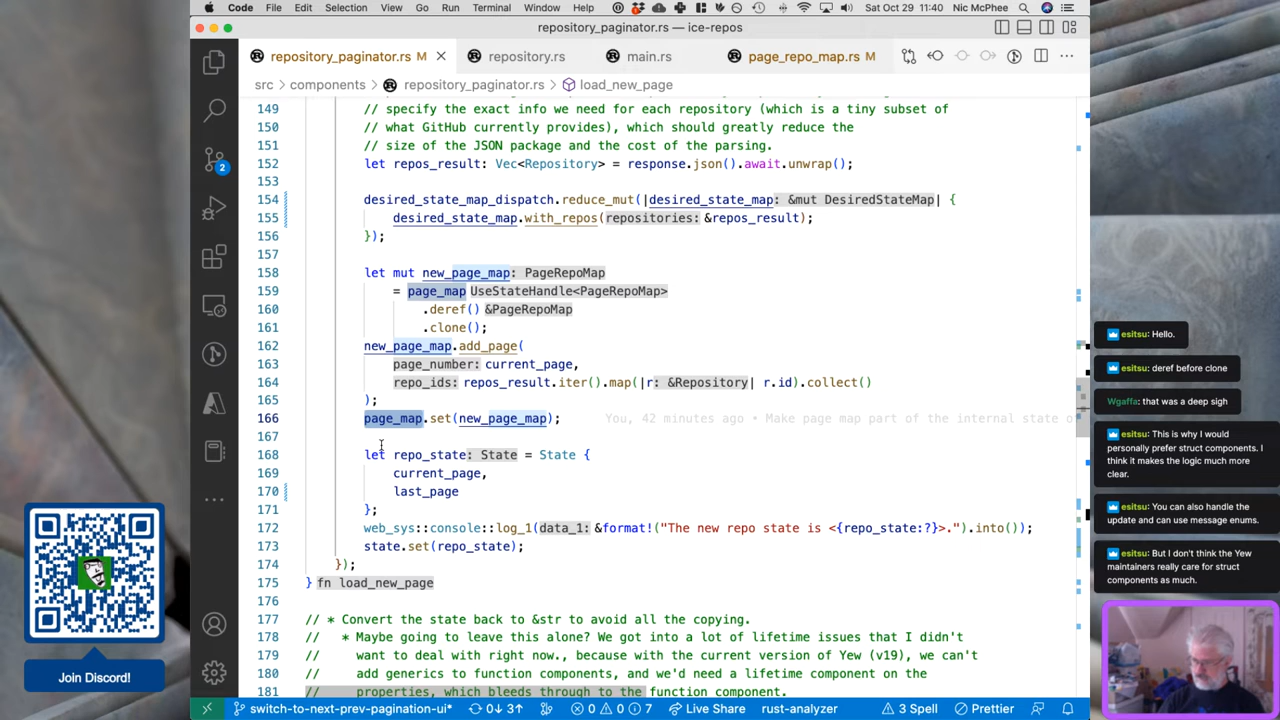 Code File Edit Selection View Go Run Terminal Window Help Sat Oct 29 11:40 Nic McPhee
repository_paginator.rs — ice-repos
repository_paginator.rs M repository.rs main.rs page_repo_map.rs M
src > components > repository_paginator.rs > load_new_page
149 // specify the exact info we need for each repository (which is a tiny subset of
150 // what GitHub currently provides), which should greatly reduce the
151 // size of the JSON package and the cost of the parsing.
152 let repos_result: Vec<Repository> = response.json().await.unwrap();
153
154 desired_state_map_dispatch.reduce_mut(|desired_state_map: &mut DesiredStateMap| {
155 desired_state_map.with_repos(repositories: &repos_result);
156 });
157
158 let mut new_page_map: PageRepoMap
159 = page_map UseStateHandle<PageRepoMap>
160 .deref() &PageRepoMap
161 .clone();
162 new_page_map.add_page(
163 page_number: current_page,
164 repo_ids: repos_result.iter().map(|r: &Repository| r.id).collect()
165 );
166 page_map.set(new_page_map); You, 42 minutes ago • Make page map part of the internal state o
167
168 let repo_state: State = State {
169 current_page,
170 last_page
171 };
172 web_sys::console::log_1(data_1: &format!("The new repo state is <{repo_state:?}>.").into());
173 state.set(repo_state);
174 });
175 } fn load_new_page
176
177 // * Convert the state back to &str to avoid all the copying.
178 // * Maybe going to leave this alone? We got into a lot of lifetime issues that I didn't
179 // want to deal with right now., because with the current version of Yew (v19), we can't
180 // add generics to function components, and we'd need a lifetime component on the
181 // properties, which bleeds through to the function component.
2
Join Discord!
esitsu: Hello.
esitsu: deref before clone
Wgaffa: that was a deep sigh
esitsu: This is why I would
personally prefer struct components. I
think it makes the logic much more
clear.
esitsu: You can also handle the
update and can use message enums.
esitsu: But I don't think the Yew
maintainers really care for struct
components as much.
switch-to-next-prev-pagination-ui* 0↓ 3↑ 0 0 7 Live Share rust-analyzer 3 Spell Prettier